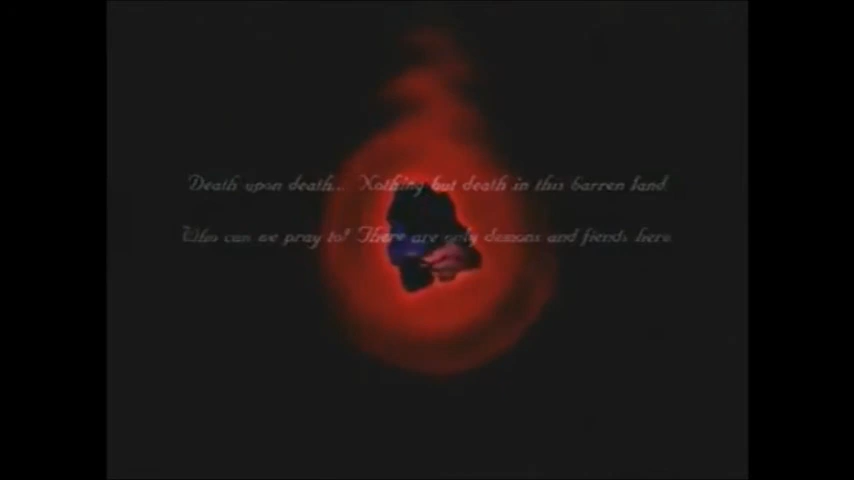 Death upon death... Nothing but death in this barren land.
Who can we pray to? There are only demons and fiends here.